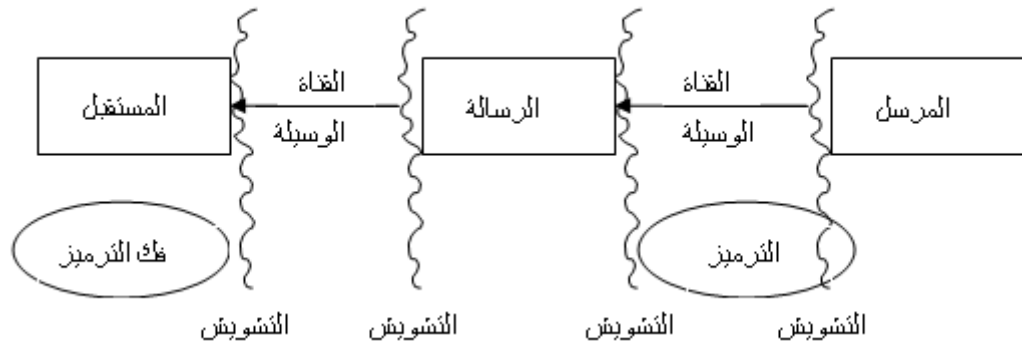 المرسل
القناة
الوسيلة
الرسالة
القناة
الوسيلة
المستقبل
الترميز
فك الترميز
التشويش
التشويش
التشويش
التشويش